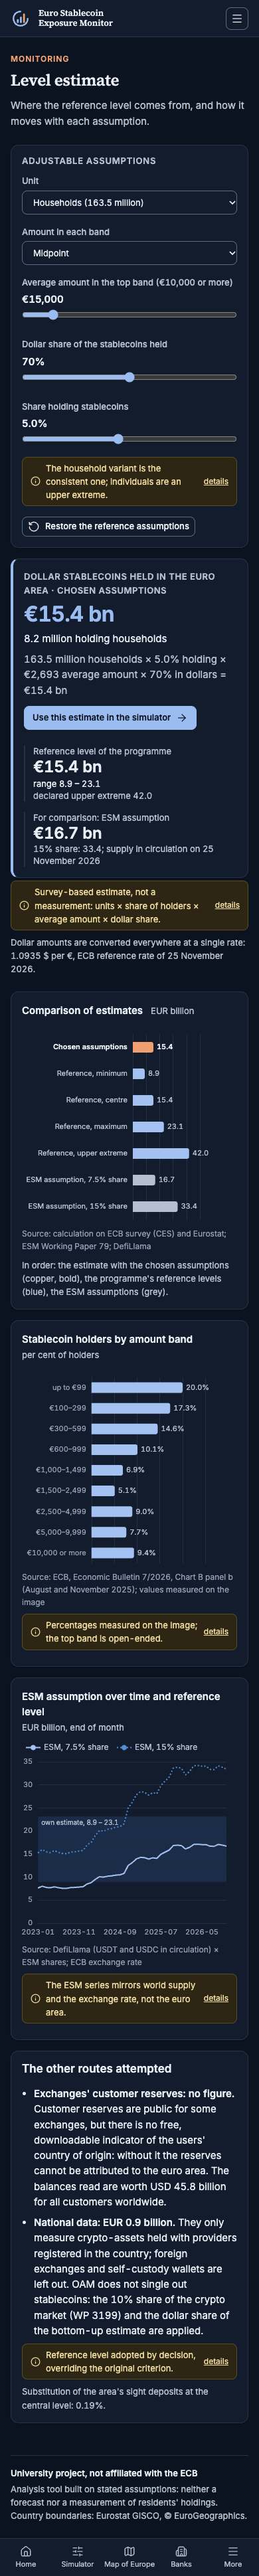 Euro Stablecoin
Exposure Monitor
MONITORING
Level estimate
Where the reference level comes from, and how it
moves with each assumption.
ADJUSTABLE ASSUMPTIONS
Unit
Households (163.5 million)
Amount in each band
Midpoint
Average amount in the top band (€10,000 or more)
€15,000
Dollar share of the stablecoins held
70%
Share holding stablecoins
5.0%
The household variant is the
consistent one; individuals are an
upper extreme.
details
Restore the reference assumptions
DOLLAR STABLECOINS HELD IN THE EURO
AREA · CHOSEN ASSUMPTIONS
€15.4 bn
8.2 million holding households
163.5 million households × 5.0% holding ×
€2,693 average amount × 70% in dollars =
€15.4 bn
Use this estimate in the simulator
Reference level of the programme
€15.4 bn
range 8.9 – 23.1
declared upper extreme 42.0
For comparison: ESM assumption
€16.7 bn
15% share: 33.4; supply in circulation on 25
November 2026
Survey-based estimate, not a
measurement: units × share of holders ×
average amount × dollar share.
details
Dollar amounts are converted everywhere at a single rate:
1.0935 $ per €, ECB reference rate of 25 November
2026.
Comparison of estimates EUR billion
Chosen assumptions 15.4
Reference, minimum 8.9
Reference, centre 15.4
Reference, maximum 23.1
Reference, upper extreme 42.0
ESM assumption, 7.5% share 16.7
ESM assumption, 15% share 33.4
Source: calculation on ECB survey (CES) and Eurostat;
ESM Working Paper 79; DefiLlama
In order: the estimate with the chosen assumptions
(copper, bold), the programme's reference levels
(blue), the ESM assumptions (grey).
Stablecoin holders by amount band
per cent of holders
up to €99 20.0%
€100–299 17.3%
€300–599 14.6%
€600–999 10.1%
€1,000–1,499 6.9%
€1,500–2,499 5.1%
€2,500–4,999 9.0%
€5,000–9,999 7.7%
€10,000 or more 9.4%
Source: ECB, Economic Bulletin 7/2026, Chart B panel b
(August and November 2025); values measured on the
image
Percentages measured on the image;
the top band is open-ended.
details
ESM assumption over time and reference
level
EUR billion, end of month
ESM, 7.5% share ESM, 15% share
35
30
25
20
15
10
5
0
own estimate, 8.9 – 23.1
2023-01 2023-11 2024-09 2025-07 2026-05
Source: DefiLlama (USDT and USDC in circulation) ×
ESM shares; ECB exchange rate
The ESM series mirrors world supply
and the exchange rate, not the euro
area.
details
The other routes attempted
• Exchanges' customer reserves: no figure.
Customer reserves are public for some
exchanges, but there is no free,
downloadable indicator of the users'
country of origin: without it the reserves
cannot be attributed to the euro area. The
balances read are worth USD 45.8 billion
for all customers worldwide.
• National data: EUR 0.9 billion. They only
measure crypto-assets held with providers
registered in the country; foreign
exchanges and self-custody wallets are
left out. OAM does not single out
stablecoins: the 10% share of the crypto
market (WP 3199) and the dollar share of
the bottom-up estimate are applied.
Reference level adopted by decision,
overriding the original criterion.
details
Substitution of the area's sight deposits at the
central level: 0.19%.
University project, not affiliated with the ECB
Analysis tool built on stated assumptions: neither a
forecast nor a measurement of residents' holdings.
Country boundaries: Eurostat GISCO, © EuroGeographics.
Home Simulator Map of Europe Banks More